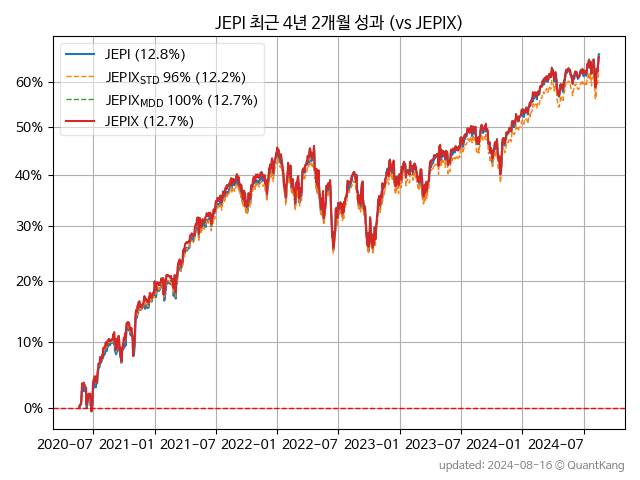 JEPI 최근 4년 2개월 성과 (vs JEPIX)
JEPI (12.8%)
JEPIX_STD 96% (12.2%)
JEPIX_MDD 100% (12.7%)
JEPIX (12.7%)
60%
50%
40%
30%
20%
10%
0%
2020-07 2021-01 2021-07 2022-01 2022-07 2023-01 2023-07 2024-01 2024-07
updated: 2024-08-16 © QuantKang